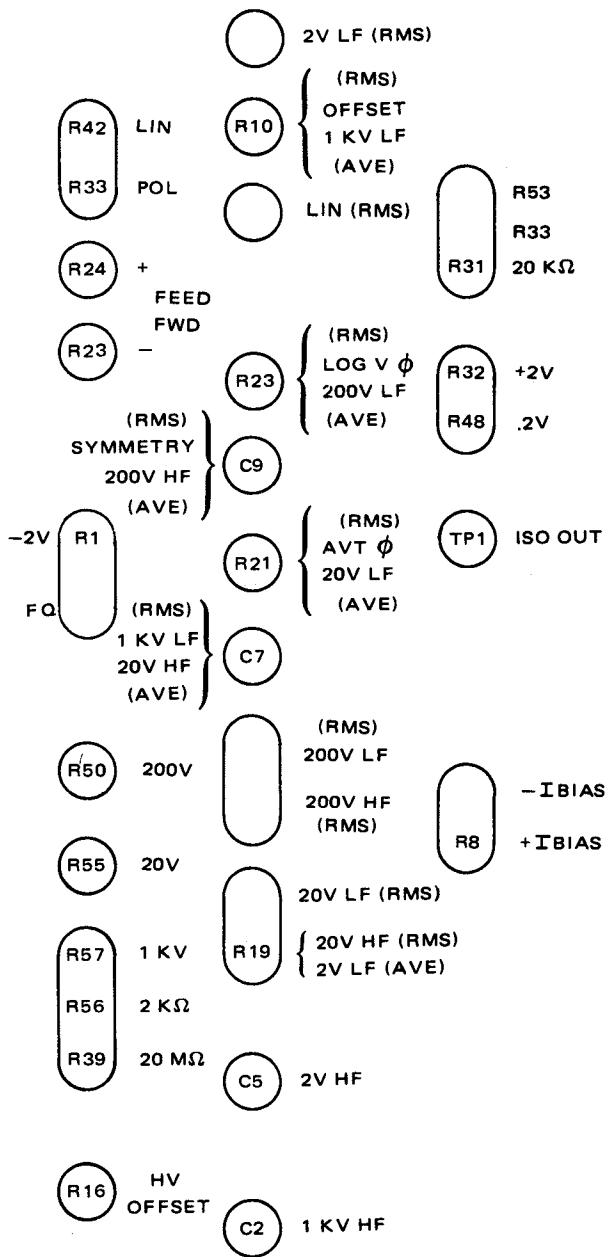 2V LF (RMS)
(RMS)
R10 OFFSET
1 KV LF
(AVE)
R42 LIN
R33 POL
LIN (RMS)
R53
R33
R31 20 KΩ
R24 +
FEED
FWD
R23 −
(RMS)
R23 LOG V ϕ
200V LF
(AVE)
R32 +2V
R48 .2V
(RMS)
SYMMETRY
200V HF
(AVE)
C9
−2V R1
FQ
(RMS)
R21 AVT ϕ
20V LF
(AVE)
TP1 ISO OUT
(RMS)
1 KV LF
20V HF
(AVE)
C7
(RMS)
200V LF
200V HF
(RMS)
R50 200V
−IBIAS
R8 +IBIAS
R55 20V
20V LF (RMS)
R19 20V HF (RMS)
2V LF (AVE)
R57 1 KV
R56 2 KΩ
R39 20 MΩ
C5 2V HF
R16 HV
OFFSET
C2 1 KV HF